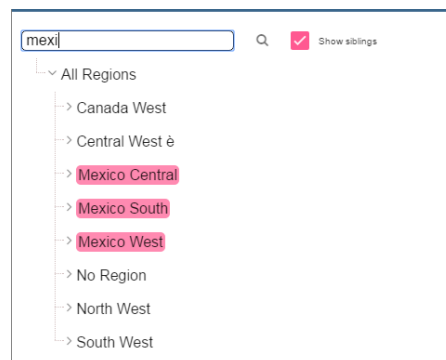 mexi Show siblings
All Regions
Canada West
Central West è
Mexico Central
Mexico South
Mexico West
No Region
North West
South West